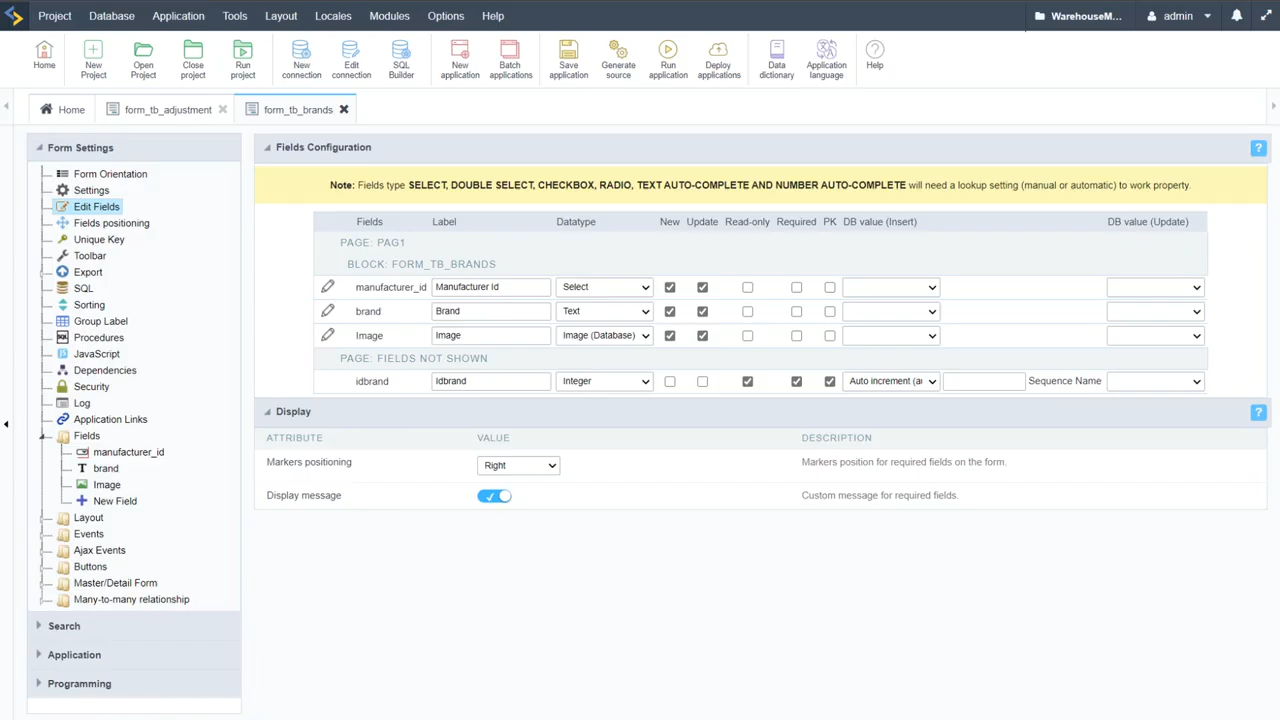 Project Database Application Tools Layout Locales Modules Options Help WarehouseM... admin
Home New Project Open Project Close project Run project New connection Edit connection SQL Builder New application Batch applications Save application Generate source Run application Deploy applications Data dictionary Application language Help
Home form_tb_adjustment form_tb_brands
Form Settings
Form Orientation
Settings
Edit Fields
Fields positioning
Unique Key
Toolbar
Export
SQL
Sorting
Group Label
Procedures
JavaScript
Dependencies
Security
Log
Application Links
Fields
manufacturer_id
brand
Image
New Field
Layout
Events
Ajax Events
Buttons
Master/Detail Form
Many-to-many relationship
Search
Application
Programming
Fields Configuration ?
Note: Fields type SELECT, DOUBLE SELECT, CHECKBOX, RADIO, TEXT AUTO-COMPLETE AND NUMBER AUTO-COMPLETE will need a lookup setting (manual or automatic) to work property.
Fields Label Datatype New Update Read-only Required PK DB value (Insert) DB value (Update)
PAGE: PAG1
BLOCK: FORM_TB_BRANDS
manufacturer_id Manufacturer Id Select
brand Brand Text
Image Image Image (Database)
PAGE: FIELDS NOT SHOWN
idbrand Idbrand Integer Auto increment (au Sequence Name
Display ?
ATTRIBUTE VALUE DESCRIPTION
Markers positioning Right Markers position for required fields on the form.
Display message Custom message for required fields.